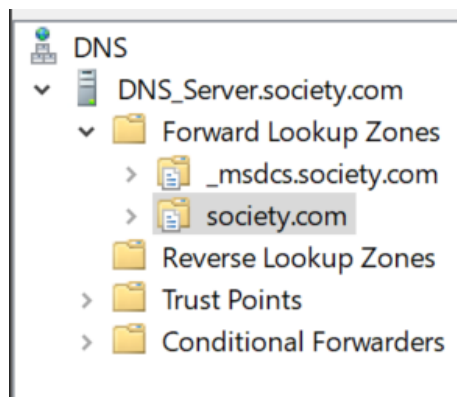 DNS
DNS_Server.society.com
Forward Lookup Zones
_msdcs.society.com
society.com
Reverse Lookup Zones
Trust Points
Conditional Forwarders